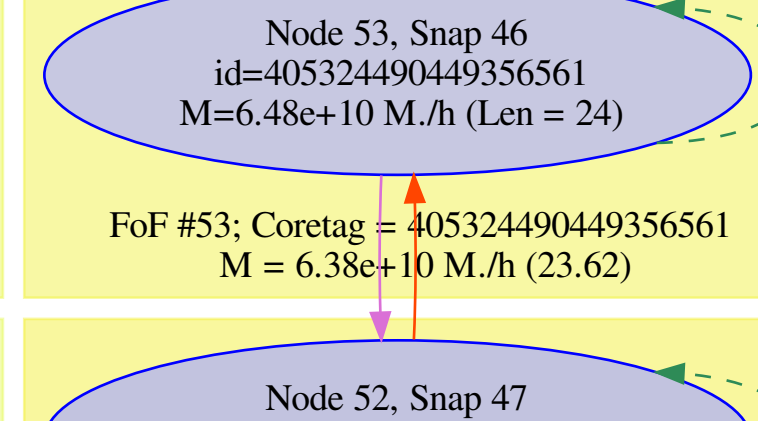 Node 53, Snap 46
id=405324490449356561
M=6.48e+10 M./h (Len = 24)
FoF #53; Coretag = 405324490449356561
M = 6.38e+10 M./h (23.62)
Node 52, Snap 47